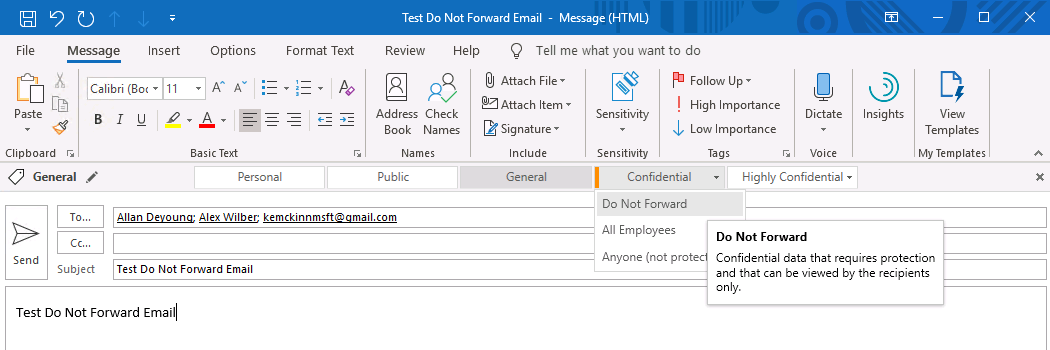 Test Do Not Forward Email - Message (HTML)
File Message Insert Options Format Text Review Help Tell me what you want to do
Paste
Calibri (Boc 11
B I U A
Address Book
Check Names
Attach File
Attach Item
Signature
Sensitivity
Follow Up
High Importance
Low Importance
Dictate
Insights
View Templates
Clipboard Basic Text Names Include Sensitivity Tags Voice My Templates
General Personal Public General Confidential Highly Confidential
Send
To... Allan Deyoung; Alex Wilber; kemckinnmsft@gmail.com
Cc...
Subject Test Do Not Forward Email
Do Not Forward
All Employees
Anyone (not protect
Do Not Forward
Confidential data that requires protection
and that can be viewed by the recipients
only.
Test Do Not Forward Email